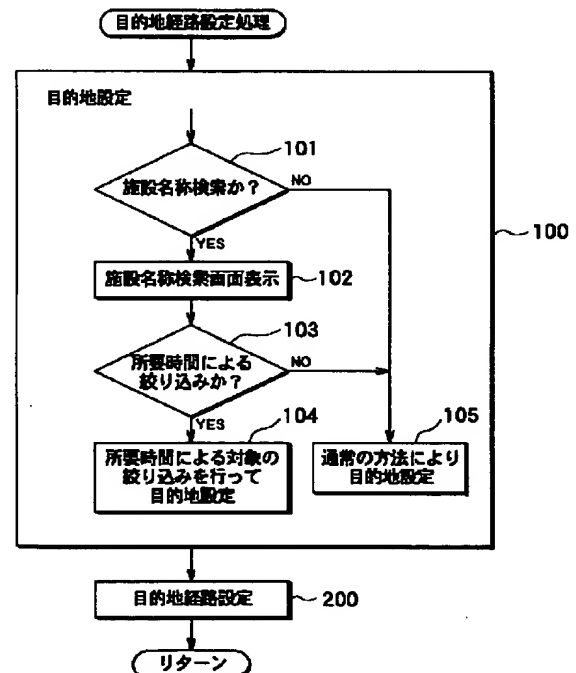 目的地経路設定処理
目的地設定
101
施設名称検索か？
NO
100
YES
施設名称検索画面表示
102
103
所要時間による
絞り込みか？
NO
YES
104
105
所要時間による対象の
絞り込みを行って
目的地設定
通常の方法により
目的地設定
目的地経路設定
200
リターン